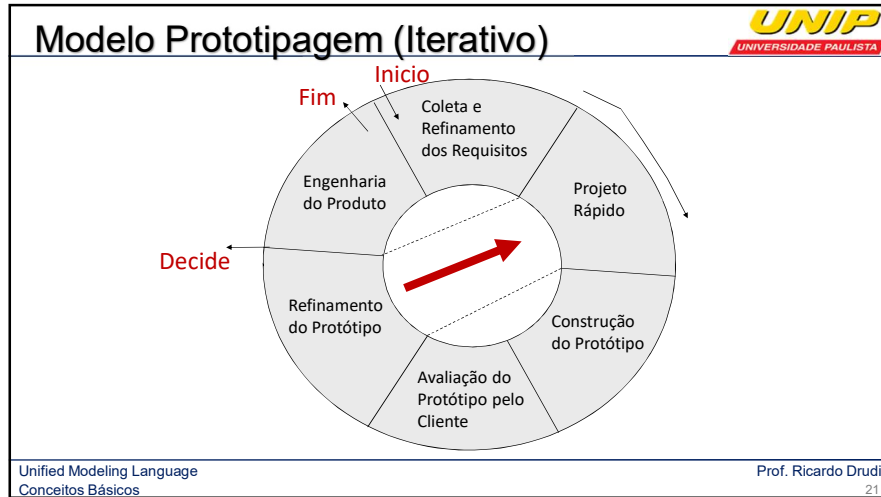 Modelo Prototipagem (Iterativo)
UNIP
UNIVERSIDADE PAULISTA
Inicio
Fim
Coleta e
Refinamento
dos Requisitos
Engenharia
do Produto
Projeto
Rápido
Decide
Refinamento
do Protótipo
Construção
do Protótipo
Avaliação do
Protótipo pelo
Cliente
Unified Modeling Language
Conceitos Básicos
Prof. Ricardo Drudi
21